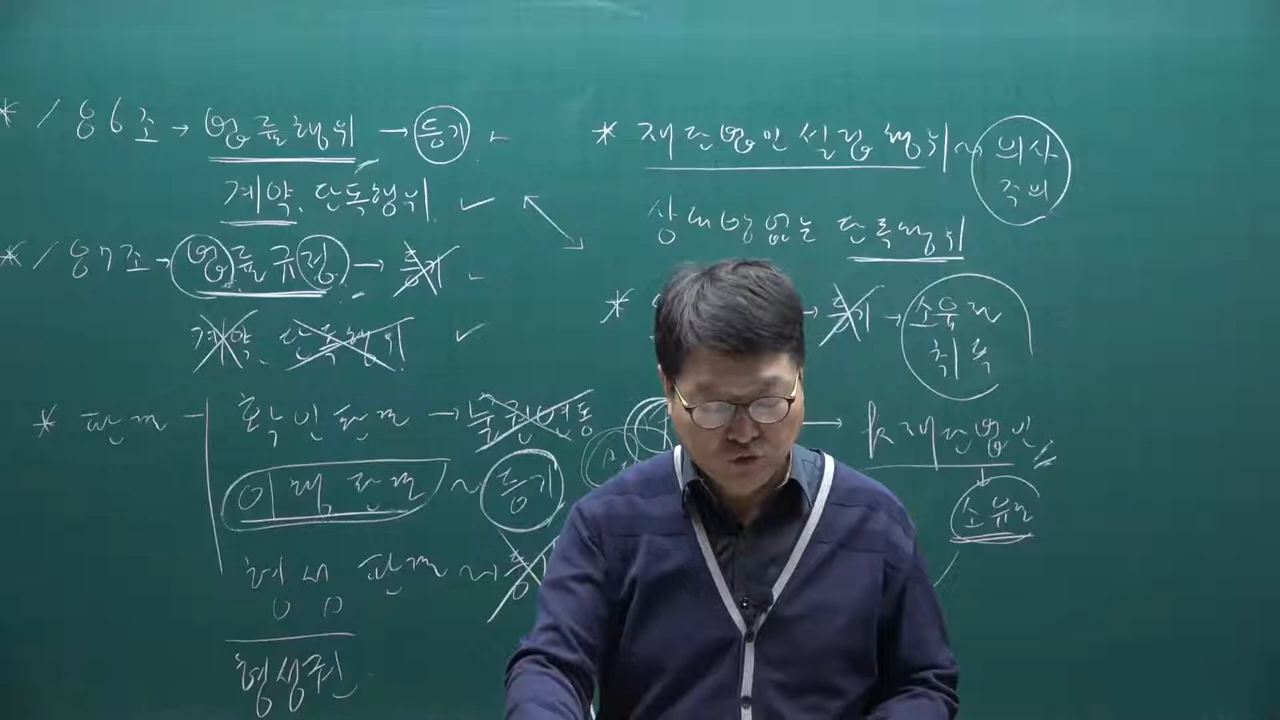 * 186조 → 법률행위 → 등기
계약, 단독행위
* 187조 → 법률규정 → 등기
계약, 단독행위
* 판결
확인판결 → 물권변동
이행판결 ~ 등기
형성판결 ~ 등
형성권
* 재단법인 설립행위 ~ 의사주의
상대방 없는 단독행위
* → 등기 → 소유권 취득
→ k재단법인
↓
소유권